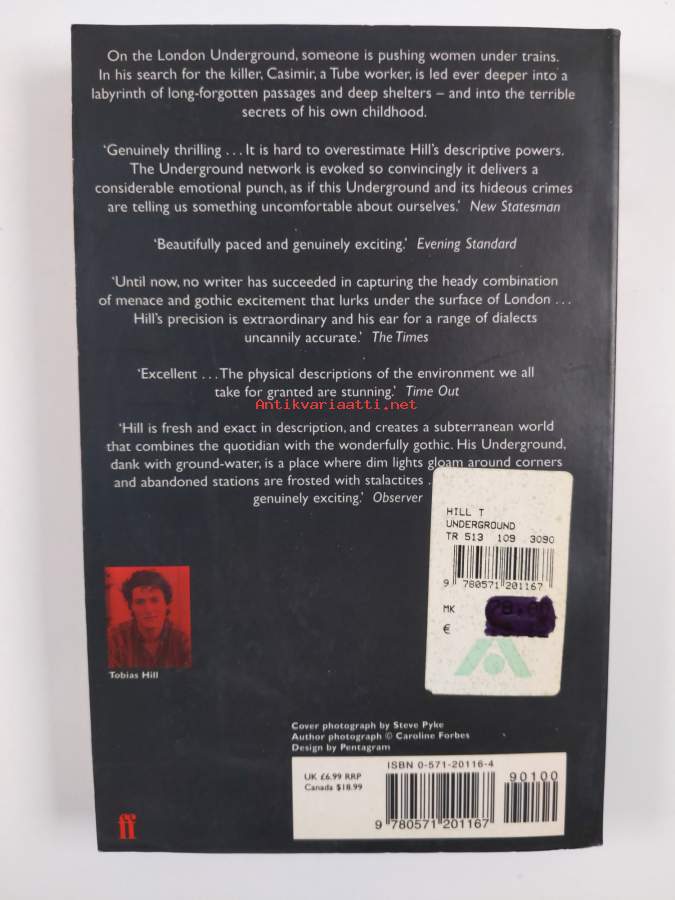 On the London Underground, someone is pushing women under trains.
In his search for the killer, Casimir, a Tube worker, is led ever deeper into a
labyrinth of long-forgotten passages and deep shelters – and into the terrible
secrets of his own childhood.
‘Genuinely thrilling ... It is hard to overestimate Hill’s descriptive powers.
The Underground network is evoked so convincingly it delivers a
considerable emotional punch, as if this Underground and its hideous crimes
are telling us something uncomfortable about ourselves.’ New Statesman
‘Beautifully paced and genuinely exciting.’ Evening Standard
‘Until now, no writer has succeeded in capturing the heady combination
of menace and gothic excitement that lurks under the surface of London ...
Hill’s precision is extraordinary and his ear for a range of dialects
uncannily accurate.’ The Times
‘Excellent ... The physical descriptions of the environment we all
take for granted are stunning.’ Time Out
Antikvariaatti.net
‘Hill is fresh and exact in description, and creates a subterranean world
that combines the quotidian with the wonderfully gothic. His Underground,
dank with ground-water, is a place where dim lights gloam around corners
and abandoned stations are frosted with stalactites .
genuinely exciting.’ Observer
HILL T
UNDERGROUND
TR 513 109 3090
9 780571 201167
MK
€
Tobias Hill
Cover photograph by Steve Pyke
Author photograph © Caroline Forbes
Design by Pentagram
ISBN 0-571-20116-4
UK £6.99 RRP
Canada $18.99
90100
9 780571 201167
ff